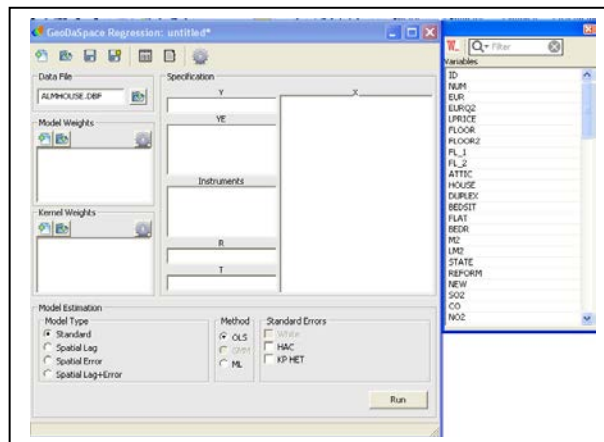 GeoDaSpace Regression: untitled*
Data File
ALMHOUSE.DBF
Model Weights
Kernel Weights
Specification
Y
YE
Instruments
R
T
X
Model Estimation
Model Type
Standard
Spatial Lag
Spatial Error
Spatial Lag+Error
Method
OLS
GMM
ML
Standard Errors
White
HAC
KP HET
Run
Filter
Variables
ID
NUM
EUR
EURO2
LPRICE
FLOOR
FLOOR2
FL_1
FL_2
ATTIC
HOUSE
DUPLEX
BEDSIT
FLAT
BEDR
M2
LM2
STATE
REFORM
NEW
SO2
CO
NO2